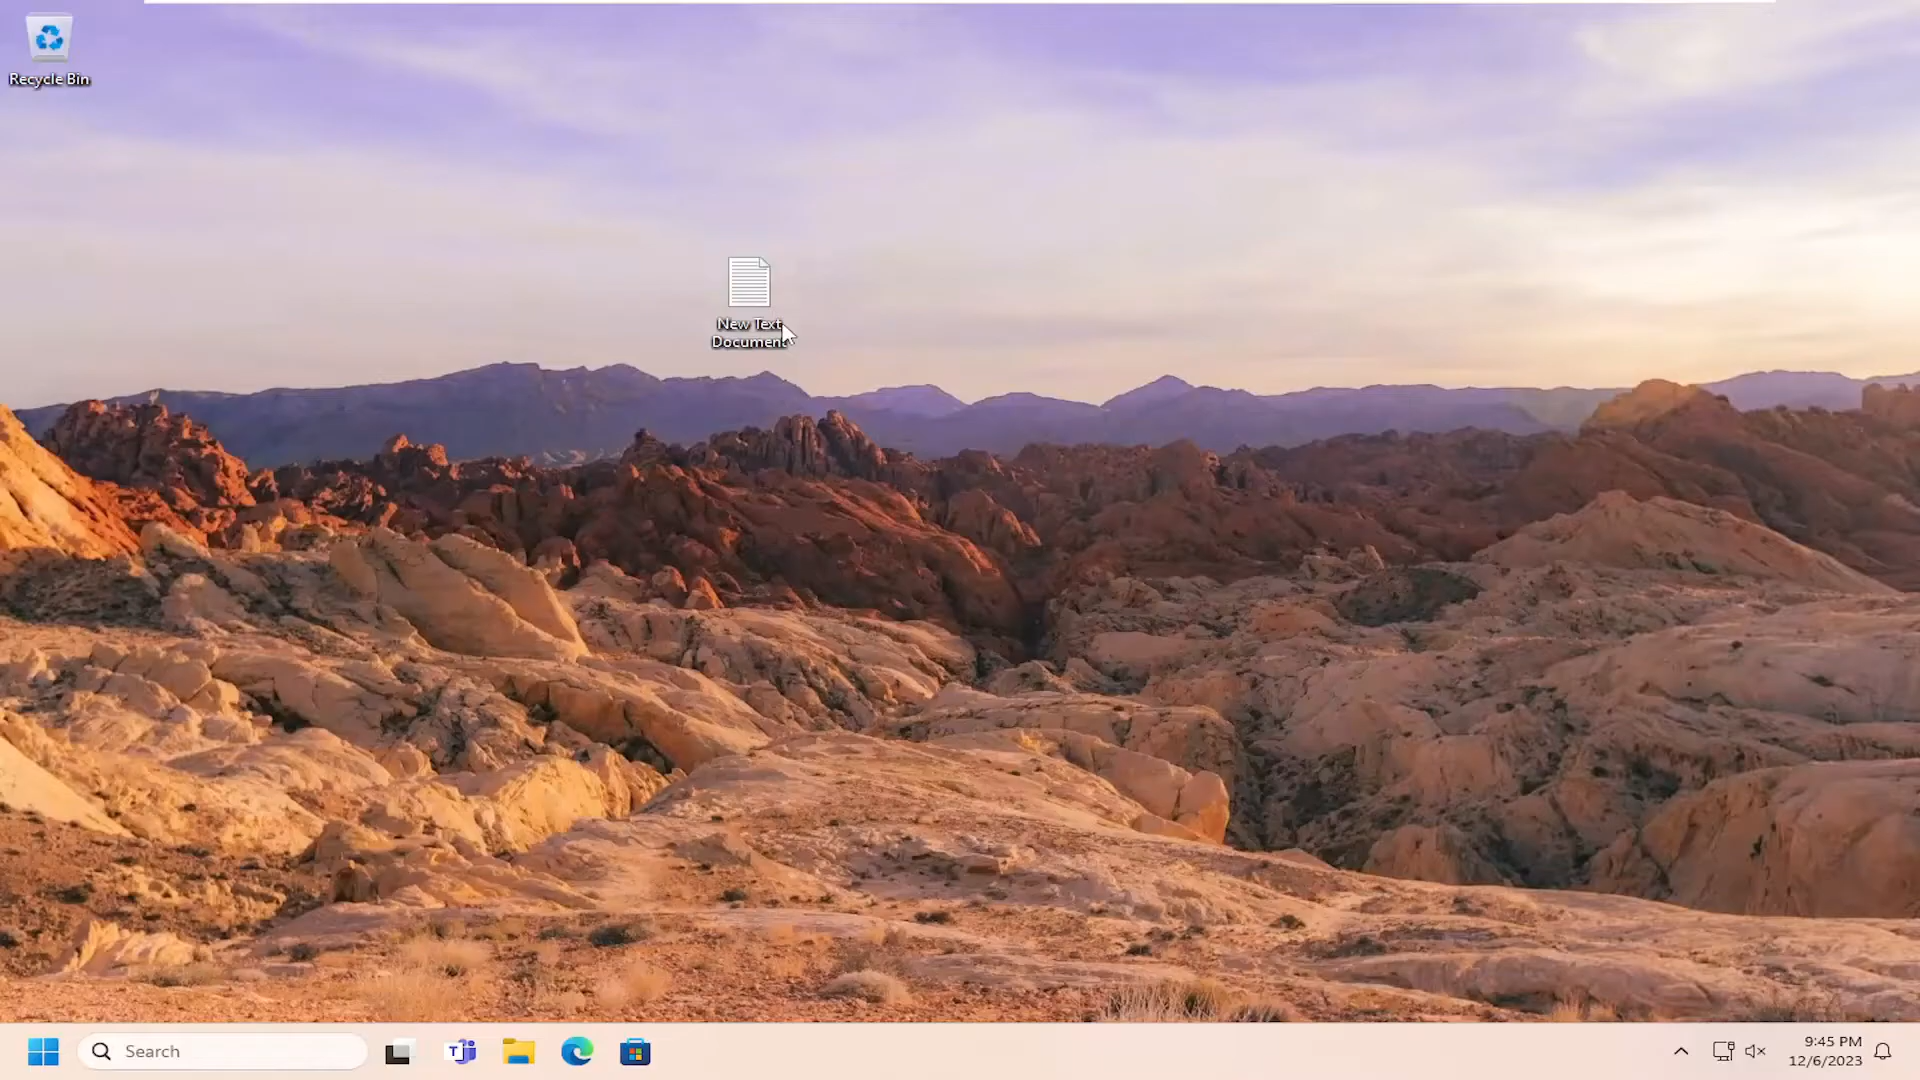 Recycle Bin
New Text
Document
Search
9:45 PM
12/6/2023